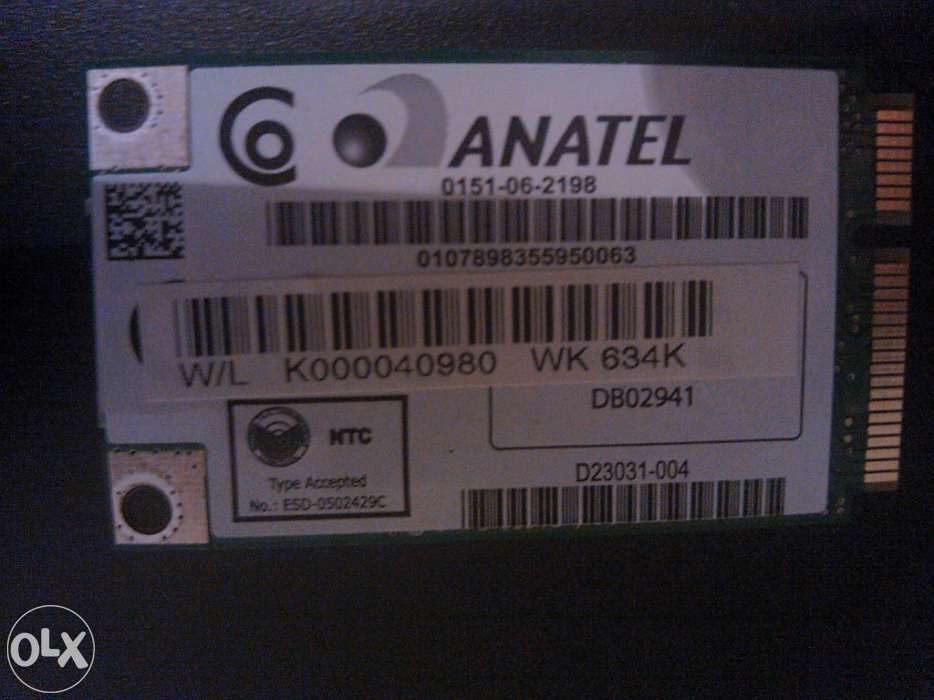 ANATEL
0151-06-2198
0107898355950063
W/L K000040980 WK 634K
DB02941
NTC
Type Accepted
No.: ESD-0502429C
D23031-004
OLX